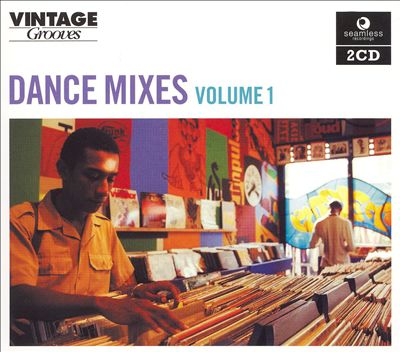 VINTAGE
Grooves
seamless
recordings
2CD
DANCE MIXES VOLUME 1